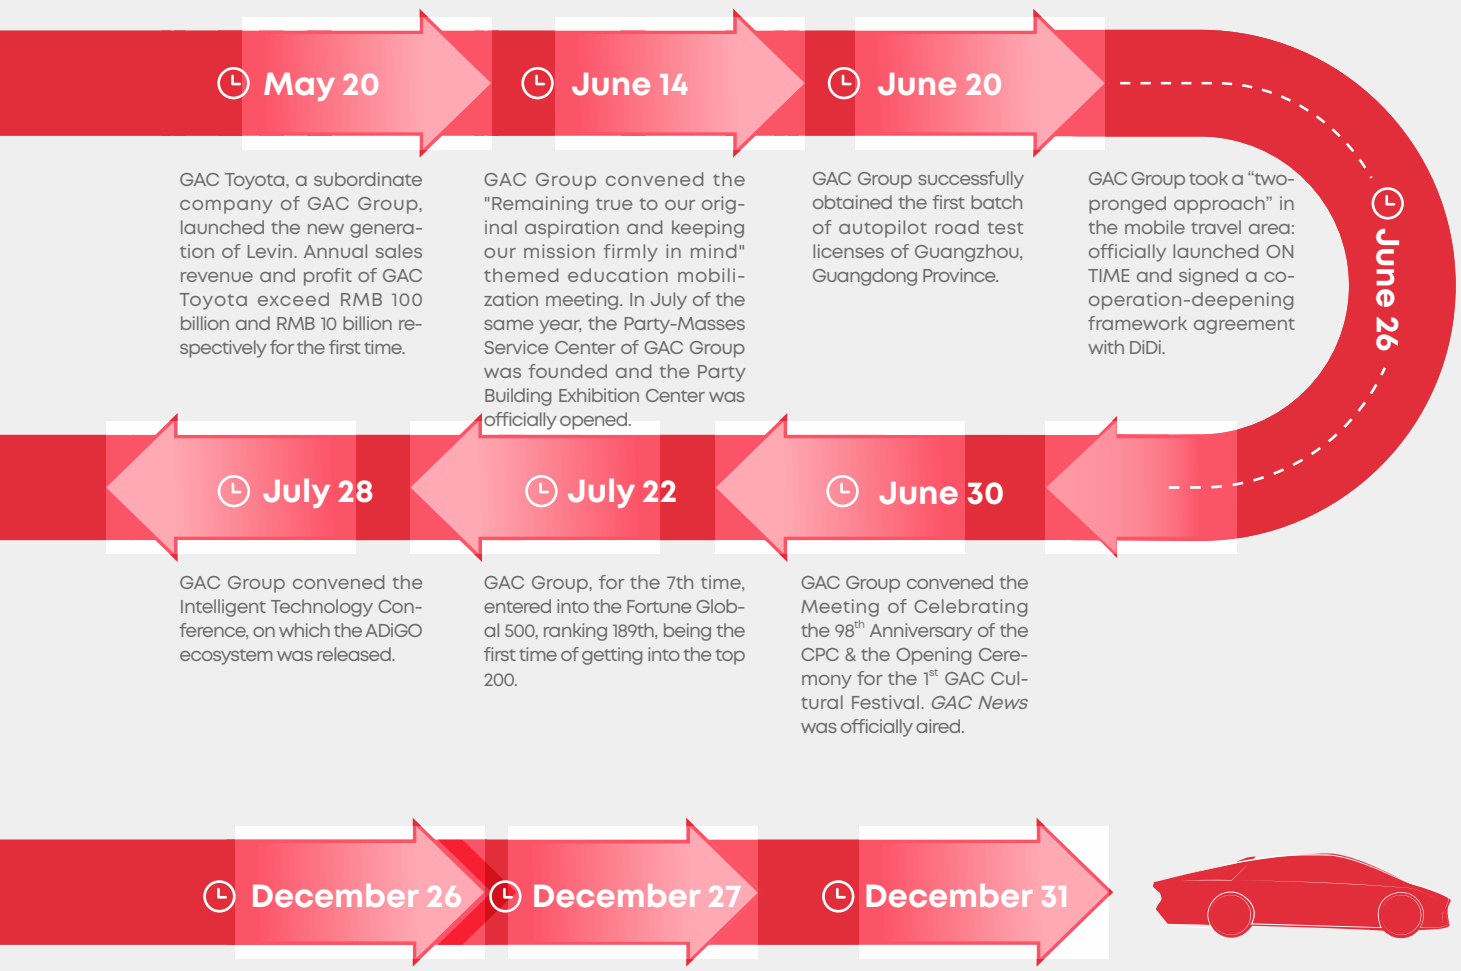 May 20
GAC Toyota, a subordinate
company of GAC Group,
launched the new genera-
tion of Levin. Annual sales
revenue and profit of GAC
Toyota exceed RMB 100
billion and RMB 10 billion re-
spectively for the first time.
June 14
GAC Group convened the
"Remaining true to our orig-
inal aspiration and keeping
our mission firmly in mind"
themed education mobili-
zation meeting. In July of the
same year, the Party-Masses
Service Center of GAC Group
was founded and the Party
Building Exhibition Center was
officially opened.
June 20
GAC Group successfully
obtained the first batch
of autopilot road test
licenses of Guangzhou,
Guangdong Province.
June 26
GAC Group took a “two-
pronged approach” in
the mobile travel area:
officially launched ON
TIME and signed a co-
operation-deepening
framework agreement
with DiDi.
June 30
GAC Group convened the
Meeting of Celebrating
the 98th Anniversary of the
CPC & the Opening Cere-
mony for the 1st GAC Cul-
tural Festival. GAC News
was officially aired.
July 22
GAC Group, for the 7th time,
entered into the Fortune Glob-
al 500, ranking 189th, being the
first time of getting into the top
200.
July 28
GAC Group convened the
Intelligent Technology Con-
ference, on which the ADiGO
ecosystem was released.
December 26
December 27
December 31